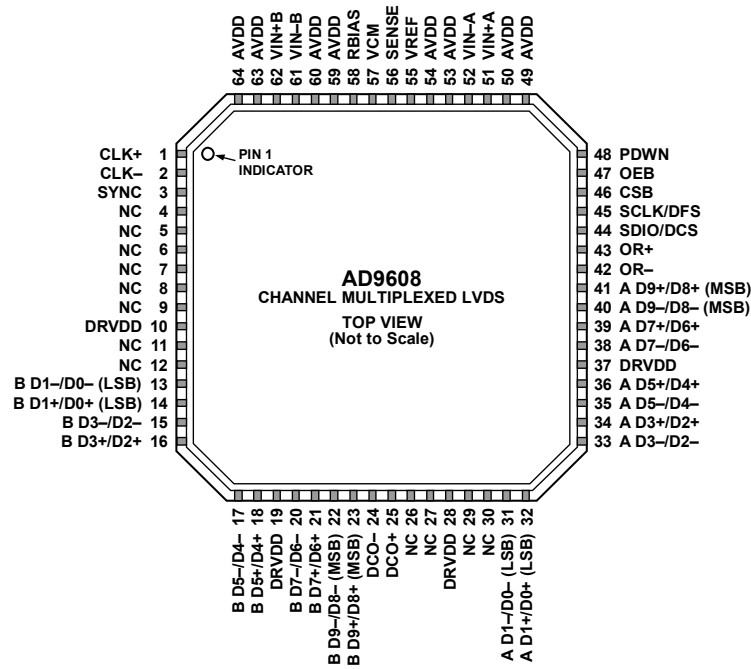 64 AVDD
63 AVDD
62 VIN+B
61 VIN–B
60 AVDD
59 AVDD
58 RBIAS
57 VCM
56 SENSE
55 VREF
54 AVDD
53 AVDD
52 VIN–A
51 VIN+A
50 AVDD
49 AVDD
CLK+ 1
CLK– 2
SYNC 3
NC 4
NC 5
NC 6
NC 7
NC 8
NC 9
DRVDD 10
NC 11
NC 12
B D1–/D0– (LSB) 13
B D1+/D0+ (LSB) 14
B D3–/D2– 15
B D3+/D2+ 16
PIN 1
INDICATOR
AD9608
CHANNEL MULTIPLEXED LVDS
TOP VIEW
(Not to Scale)
48 PDWN
47 OEB
46 CSB
45 SCLK/DFS
44 SDIO/DCS
43 OR+
42 OR–
41 A D9+/D8+ (MSB)
40 A D9–/D8– (MSB)
39 A D7+/D6+
38 A D7–/D6–
37 DRVDD
36 A D5+/D4+
35 A D5–/D4–
34 A D3+/D2+
33 A D3–/D2–
B D5–/D4– 17
B D5+/D4+ 18
DRVDD 19
B D7–/D6– 20
B D7+/D6+ 21
B D9–/D8– (MSB) 22
B D9+/D8+ (MSB) 23
DCO– 24
DCO+ 25
NC 26
NC 27
DRVDD 28
NC 29
NC 30
A D1–/D0– (LSB) 31
A D1+/D0+ (LSB) 32